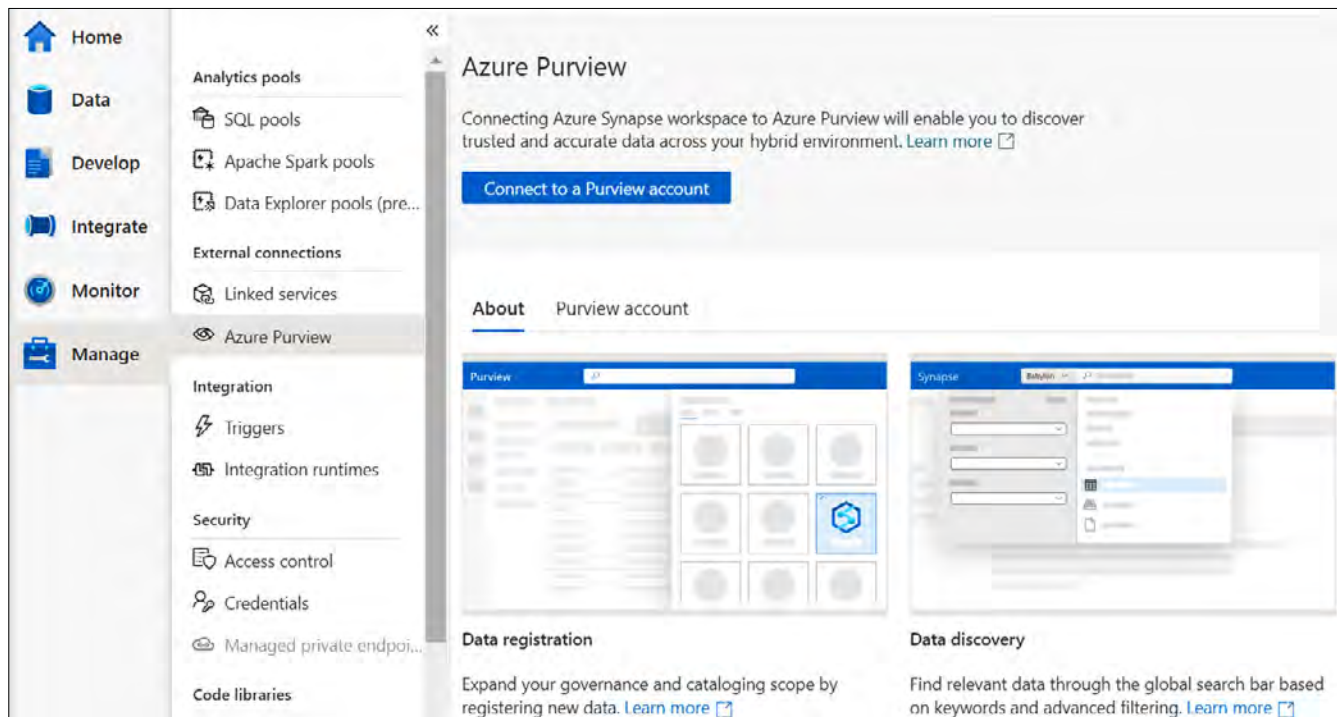 Home
Data
Develop
Integrate
Monitor
Manage
«
Analytics pools
SQL pools
Apache Spark pools
Data Explorer pools (pre...
External connections
Linked services
Azure Purview
Integration
Triggers
Integration runtimes
Security
Access control
Credentials
Managed private endpoi...
Code libraries
Azure Purview
Connecting Azure Synapse workspace to Azure Purview will enable you to discover
trusted and accurate data across your hybrid environment. Learn more
Connect to a Purview account
About Purview account
Purview
Data registration
Expand your governance and cataloging scope by
registering new data. Learn more
Synapse Babylon
Data discovery
Find relevant data through the global search bar based
on keywords and advanced filtering. Learn more